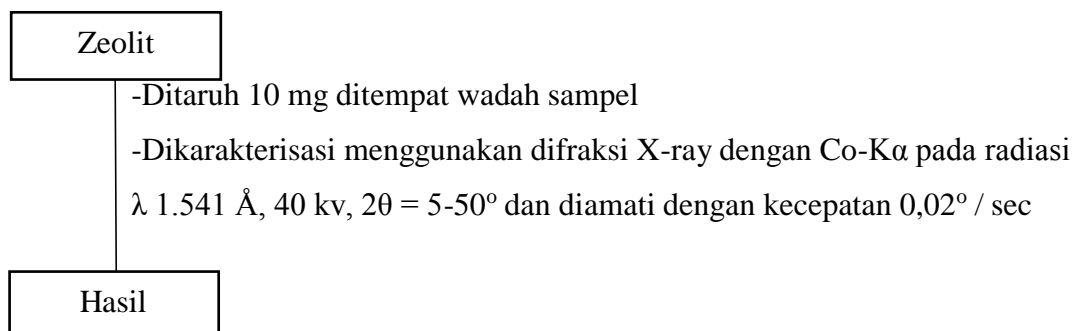 Zeolit
-Ditaruh 10 mg ditempat wadah sampel
-Dikarakterisasi menggunakan difraksi X-ray dengan Co-Kα pada radiasi
λ 1.541 Å, 40 kv, 2θ = 5-50° dan diamati dengan kecepatan 0,02° / sec
Hasil